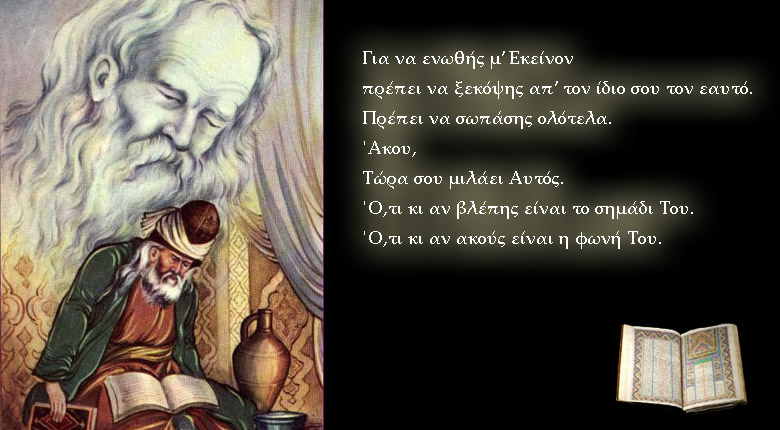 Για να ενωθής μ' Εκείνον
πρέπει να ξεκόψης απ' τον ίδιο σου τον εαυτό.
Πρέπει να σωπάσης ολότελα.
'Ακου,
Τώρα σου μιλάει Αυτός.
'Ο,τι κι αν βλέπης είναι το σημάδι Του.
'Ο,τι κι αν ακούς είναι η φωνή Του.